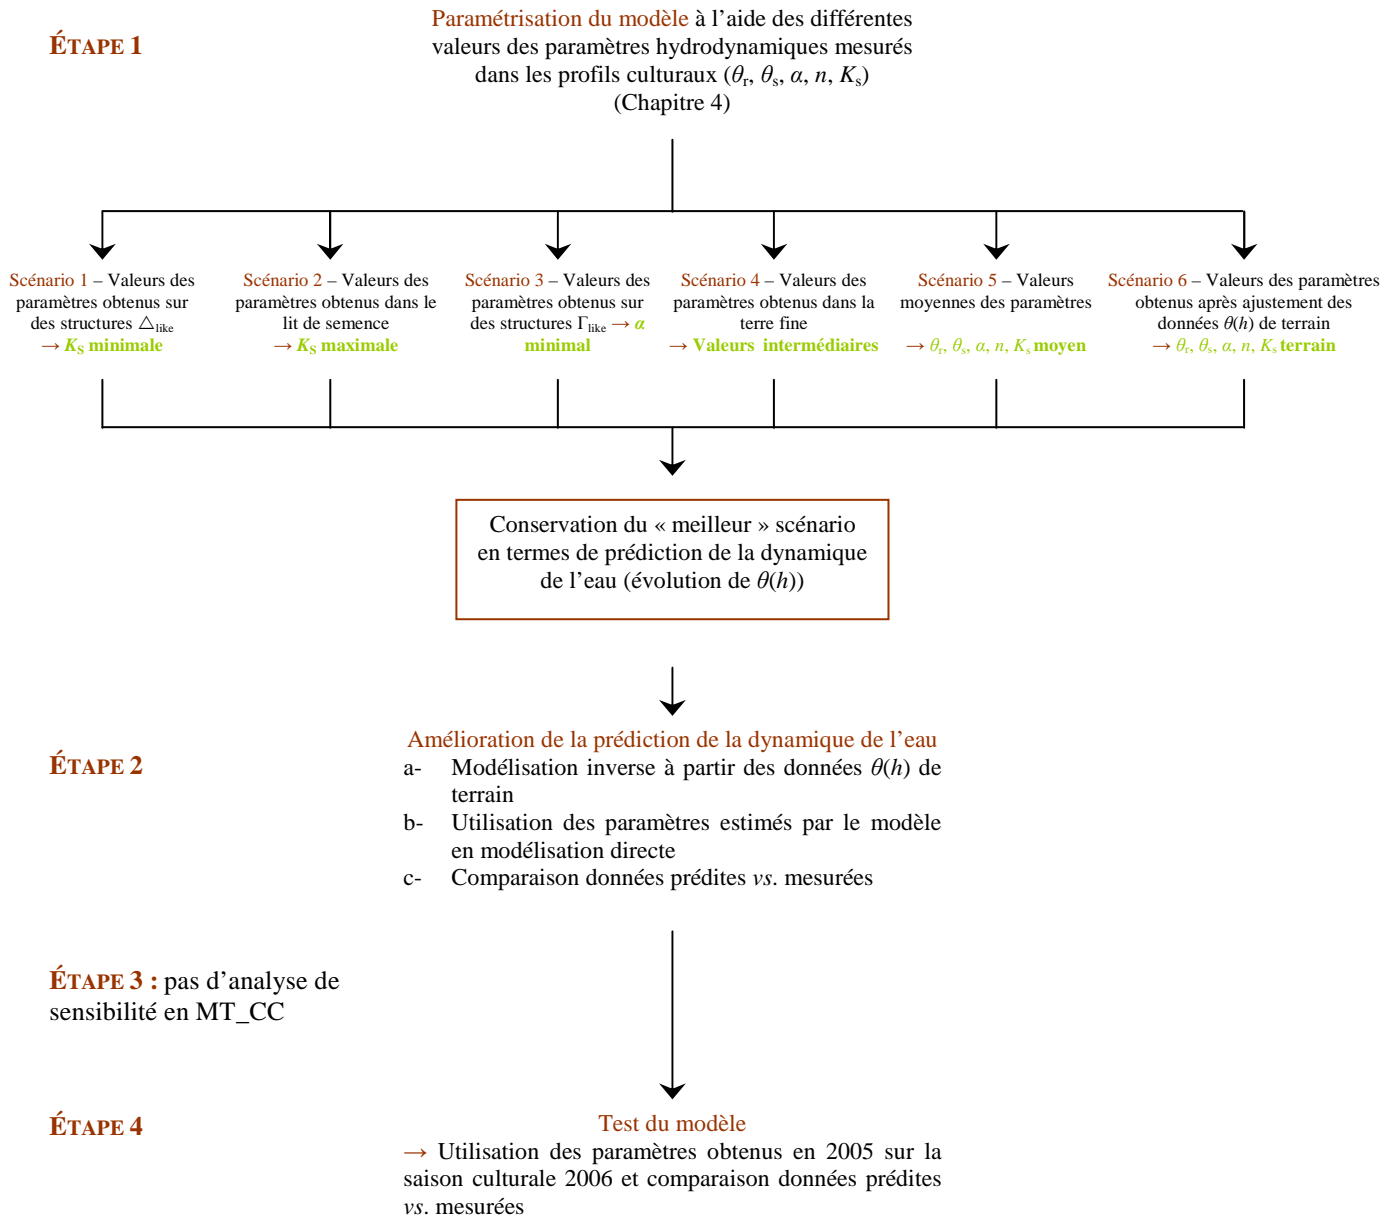 ÉTAPE 1
Paramétrisation du modèle à l’aide des différentes
valeurs des paramètres hydrodynamiques mesurés
dans les profils culturaux (θr, θs, α, n, Ks)
(Chapitre 4)
Scénario 1 – Valeurs des
paramètres obtenus sur
des structures △like
→ KS minimale
Scénario 2 – Valeurs des
paramètres obtenus dans le
lit de semence
→ KS maximale
Scénario 3 – Valeurs des
paramètres obtenus sur
des structures Γlike → α
minimal
Scénario 4 – Valeurs des
paramètres obtenus dans la
terre fine
→ Valeurs intermédiaires
Scénario 5 – Valeurs
moyennes des paramètres
→ θr, θs, α, n, Ks moyen
Scénario 6 – Valeurs des paramètres
obtenus après ajustement des
données θ(h) de terrain
→ θr, θs, α, n, Ks terrain
Conservation du « meilleur » scénario
en termes de prédiction de la dynamique
de l’eau (évolution de θ(h))
ÉTAPE 2
Amélioration de la prédiction de la dynamique de l’eau
a- Modélisation inverse à partir des données θ(h) de
terrain
b- Utilisation des paramètres estimés par le modèle
en modélisation directe
c- Comparaison données prédites vs. mesurées
ÉTAPE 3 : pas d’analyse de
sensibilité en MT_CC
ÉTAPE 4
Test du modèle
→ Utilisation des paramètres obtenus en 2005 sur la
saison culturale 2006 et comparaison données prédites
vs. mesurées